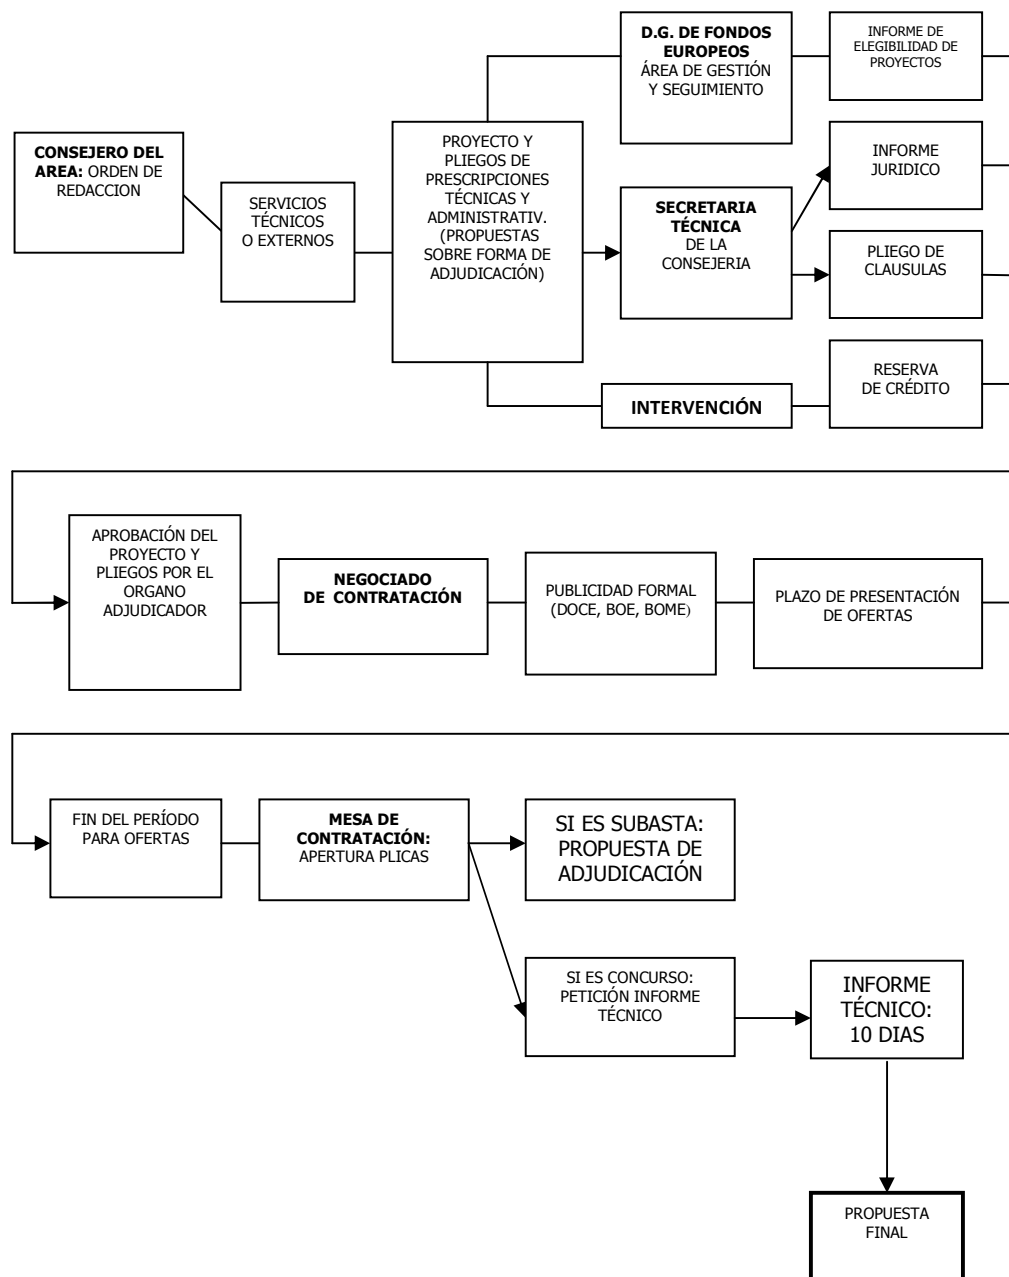 D.G. DE FONDOS
EUROPEOS
ÁREA DE GESTIÓN
Y SEGUIMIENTO
INFORME DE
ELEGIBILIDAD DE
PROYECTOS
CONSEJERO DEL
AREA: ORDEN DE
REDACCION
SERVICIOS
TÉCNICOS
O EXTERNOS
PROYECTO Y
PLIEGOS DE
PRESCRIPCIONES
TÉCNICAS Y
ADMINISTRATIV.
(PROPUESTAS
SOBRE FORMA DE
ADJUDICACIÓN)
SECRETARIA
TÉCNICA
DE LA
CONSEJERIA
INFORME
JURIDICO
PLIEGO DE
CLAUSULAS
INTERVENCIÓN
RESERVA
DE CRÉDITO
APROBACIÓN DEL
PROYECTO Y
PLIEGOS POR EL
ORGANO
ADJUDICADOR
NEGOCIADO
DE CONTRATACIÓN
PUBLICIDAD FORMAL
(DOCE, BOE, BOME)
PLAZO DE PRESENTACIÓN
DE OFERTAS
FIN DEL PERÍODO
PARA OFERTAS
MESA DE
CONTRATACIÓN:
APERTURA PLICAS
SI ES SUBASTA:
PROPUESTA DE
ADJUDICACIÓN
SI ES CONCURSO:
PETICIÓN INFORME
TÉCNICO
INFORME
TÉCNICO:
10 DIAS
PROPUESTA
FINAL